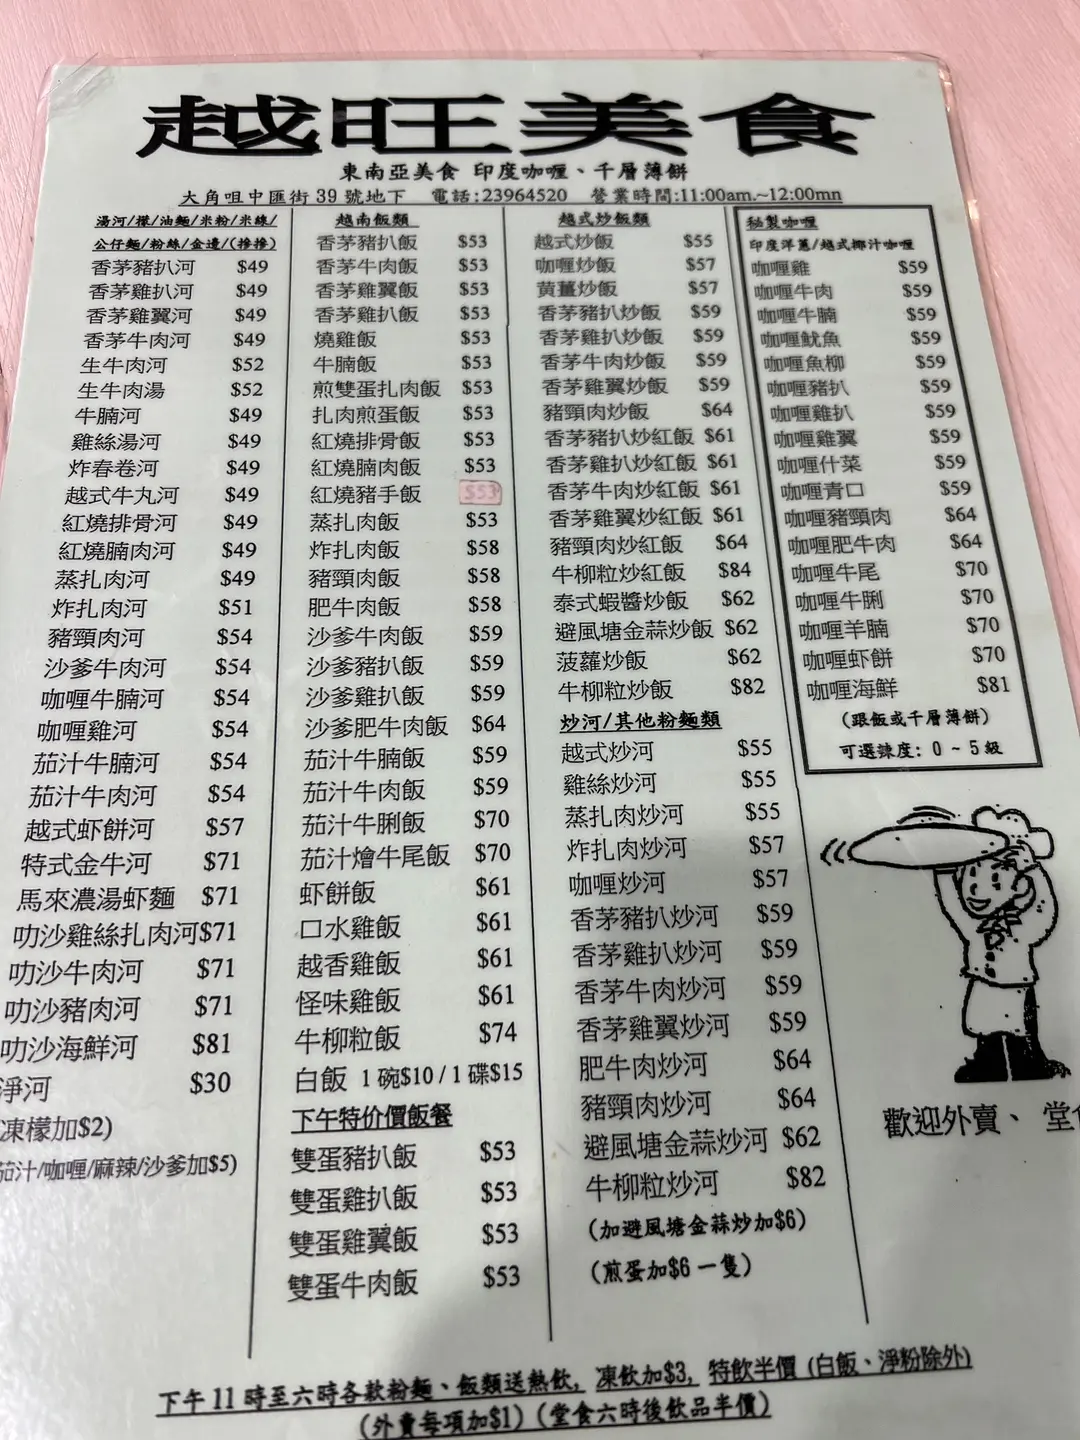 越旺美食
東南亞美食 印度咖喱、千層薄餅
大角咀中匯街 39 號地下 電話:23964520 營業時間:11:00am.~12:00mn
湯河/檬/油麵/米粉/米線/
公仔麵/粉絲/金邊/(摻摻)
香茅豬扒河 $49
香茅雞扒河 $49
香茅雞翼河 $49
香茅牛肉河 $49
生牛肉河 $52
生牛肉湯 $52
牛腩河 $49
雞絲湯河 $49
炸春卷河 $49
越式牛丸河 $49
紅燒排骨河 $49
紅燒腩肉河 $49
蒸扎肉河 $49
炸扎肉河 $51
豬頸肉河 $54
沙爹牛肉河 $54
咖喱牛腩河 $54
咖喱雞河 $54
茄汁牛腩河 $54
茄汁牛肉河 $54
越式虾餅河 $57
特式金牛河 $71
馬來濃湯虾麵 $71
叻沙雞絲扎肉河$71
叻沙牛肉河 $71
叻沙豬肉河 $71
叻沙海鮮河 $81
淨河 $30
凍檬加$2)
茄汁/咖喱/麻辣/沙爹加$5)
越南飯類
香茅豬扒飯 $53
香茅牛肉飯 $53
香茅雞翼飯 $53
香茅雞扒飯 $53
燒雞飯 $53
牛腩飯 $53
煎雙蛋扎肉飯 $53
扎肉煎蛋飯 $53
紅燒排骨飯 $53
紅燒腩肉飯 $53
紅燒豬手飯 $53
蒸扎肉飯 $53
炸扎肉飯 $58
豬頸肉飯 $58
肥牛肉飯 $58
沙爹牛肉飯 $59
沙爹豬扒飯 $59
沙爹雞扒飯 $59
沙爹肥牛肉飯 $64
茄汁牛腩飯 $59
茄汁牛肉飯 $59
茄汁牛脷飯 $70
茄汁燴牛尾飯 $70
虾餅飯 $61
口水雞飯 $61
越香雞飯 $61
怪味雞飯 $61
牛柳粒飯 $74
白飯 1 碗$10 / 1 碟$15
下午特价價飯餐
雙蛋豬扒飯 $53
雙蛋雞扒飯 $53
雙蛋雞翼飯 $53
雙蛋牛肉飯 $53
越式炒飯類
越式炒飯 $55
咖喱炒飯 $57
黄薑炒飯 $57
香茅豬扒炒飯 $59
香茅雞扒炒飯 $59
香茅牛肉炒飯 $59
香茅雞翼炒飯 $59
豬頸肉炒飯 $64
香茅豬扒炒紅飯 $61
香茅雞扒炒紅飯 $61
香茅牛肉炒紅飯 $61
香茅雞翼炒紅飯 $61
豬頸肉炒紅飯 $64
牛柳粒炒紅飯 $84
泰式蝦醬炒飯 $62
避風塘金蒜炒飯 $62
菠蘿炒飯 $62
牛柳粒炒飯 $82
炒河/其他粉麵類
越式炒河 $55
雞絲炒河 $55
蒸扎肉炒河 $55
炸扎肉炒河 $57
咖喱炒河 $57
香茅豬扒炒河 $59
香茅雞扒炒河 $59
香茅牛肉炒河 $59
香茅雞翼炒河 $59
肥牛肉炒河 $64
豬頸肉炒河 $64
避風塘金蒜炒河 $62
牛柳粒炒河 $82
(加避風塘金蒜炒加$6)
(煎蛋加$6 一隻)
秘製咖喱
印度洋蔥/越式椰汁咖喱
咖喱雞 $59
咖喱牛肉 $59
咖喱牛腩 $59
咖喱魷魚 $59
咖喱魚柳 $59
咖喱豬扒 $59
咖喱雞扒 $59
咖喱雞翼 $59
咖喱什菜 $59
咖喱青口 $59
咖喱豬頸肉 $64
咖喱肥牛肉 $64
咖喱牛尾 $70
咖喱牛脷 $70
咖喱羊腩 $70
咖喱虾餅 $70
咖喱海鮮 $81
(跟飯或千層薄餅)
可選辣度: 0 ~ 5 級
歡迎外賣、 堂
下午 11 時至六時各款粉麵、飯類送熱飲, 凍飲加$3, 特飲半價 (白飯、淨粉除外)
(外賣每項加$1) (堂食六時後飲品半價)